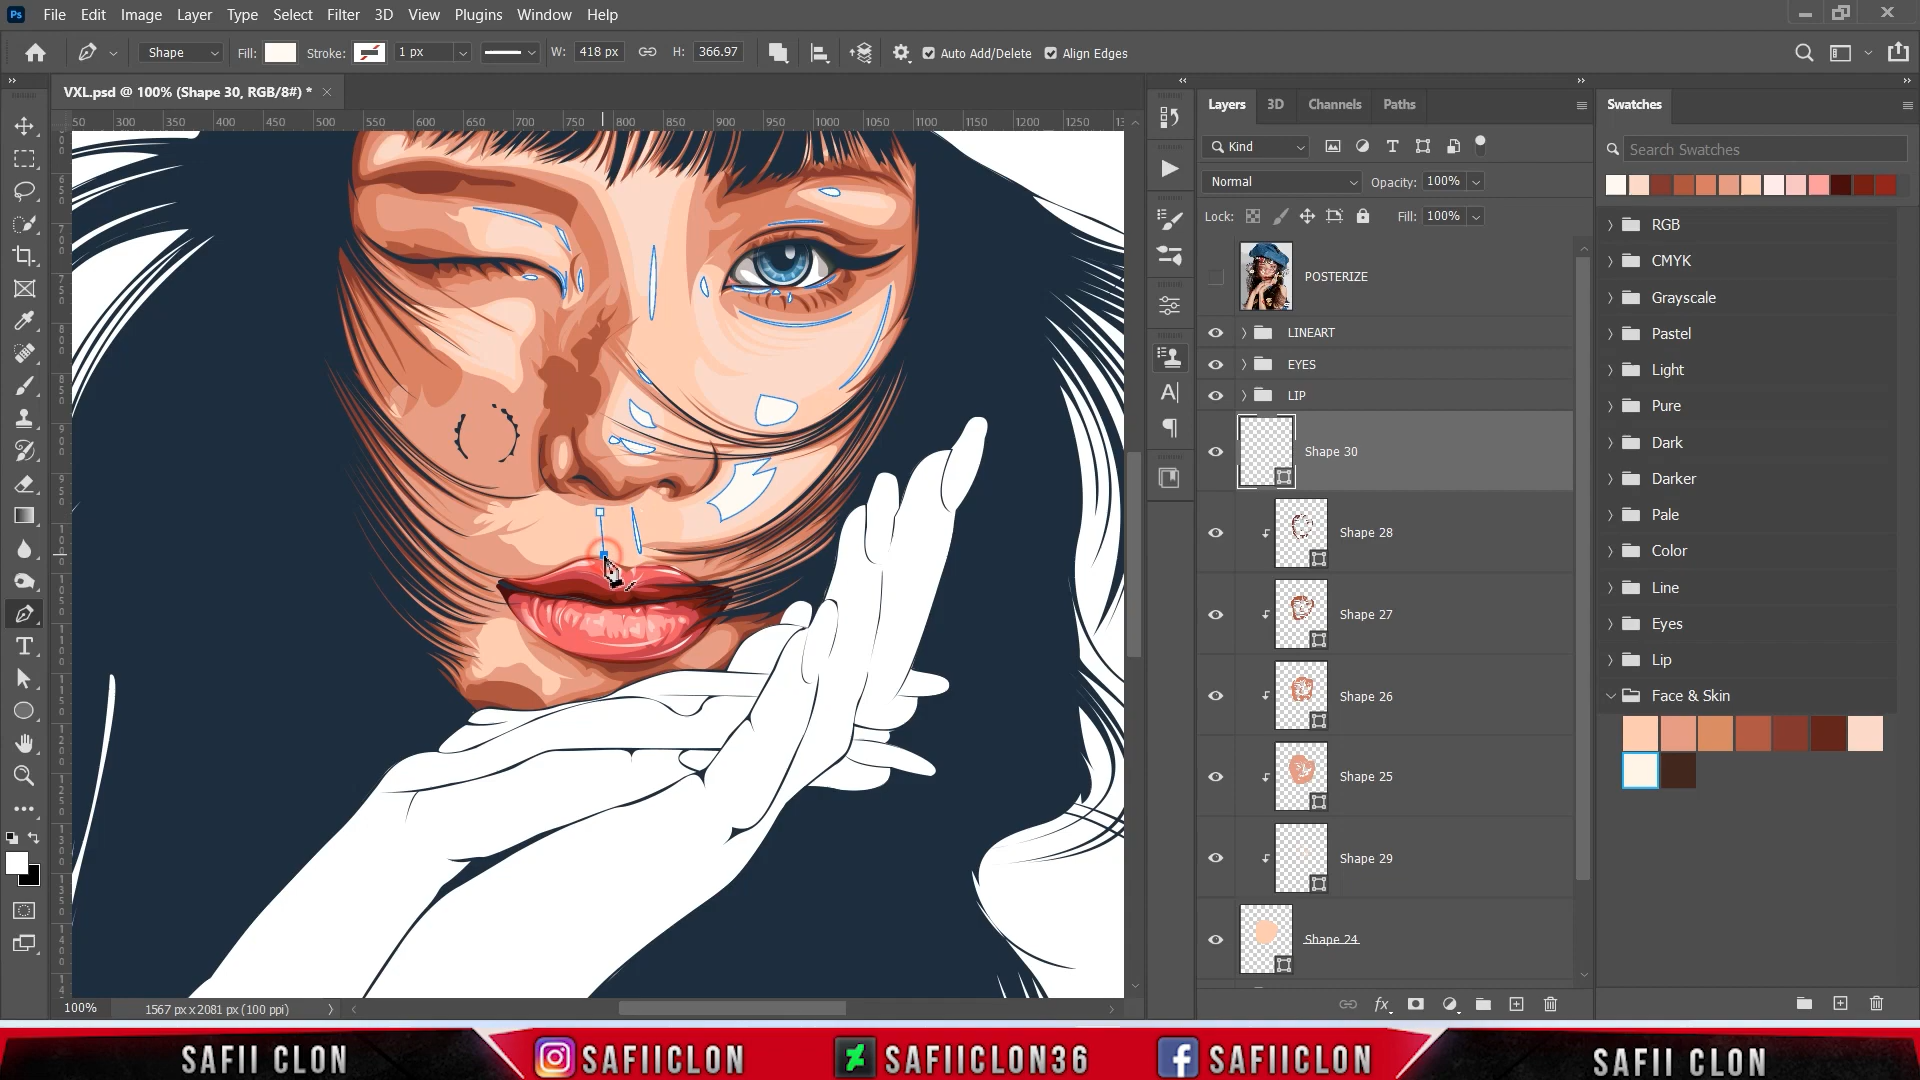 Ps File Edit Image Layer Type Select Filter 3D View Plugins Window Help
Shape Fill: Stroke: 1 px W: 418 px H: 366.97 Auto Add/Delete Align Edges
VXL.psd @ 100% (Shape 30, RGB/8#) *
300 350 400 450 500 550 600 650 700 750 800 850 900 950 1000 1050 1100 1150 1200 1250
Layers 3D Channels Paths
Kind
Normal Opacity: 100%
Lock: Fill: 100%
POSTERIZE
LINEART
EYES
LIP
Shape 30
Shape 28
Shape 27
Shape 26
Shape 25
Shape 29
Shape 24
Swatches
Search Swatches
RGB
CMYK
Grayscale
Pastel
Light
Pure
Dark
Darker
Pale
Color
Line
Eyes
Lip
Face & Skin
100% 1567 px x 2081 px (100 ppi)
fx
SAFII CLON SAFIICLON SAFIICLON36 SAFIICLON SAFII CLON